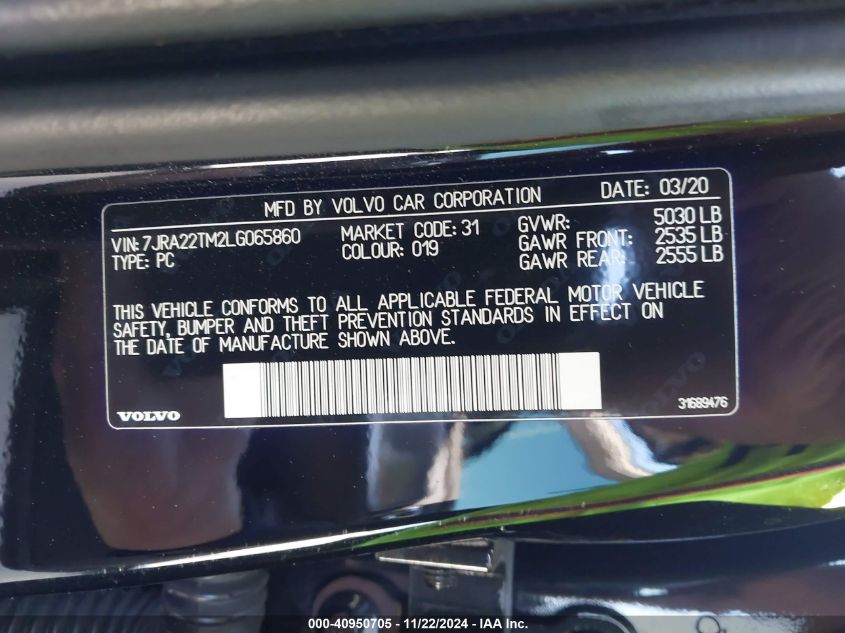 MFD BY VOLVO CAR CORPORATION DATE: 03/20
VIN: 7JRA22TM2LG065860 MARKET CODE: 31 GVWR: 5030 LB
TYPE: PC COLOUR: 019 GAWR FRONT: 2535 LB
GAWR REAR: 2555 LB
THIS VEHICLE CONFORMS TO ALL APPLICABLE FEDERAL MOTOR VEHICLE
SAFETY, BUMPER AND THEFT PREVENTION STANDARDS IN EFFECT ON
THE DATE OF MANUFACTURE SHOWN ABOVE.
VOLVO 31689476
000-40950705 - 11/22/2024 - IAA Inc.